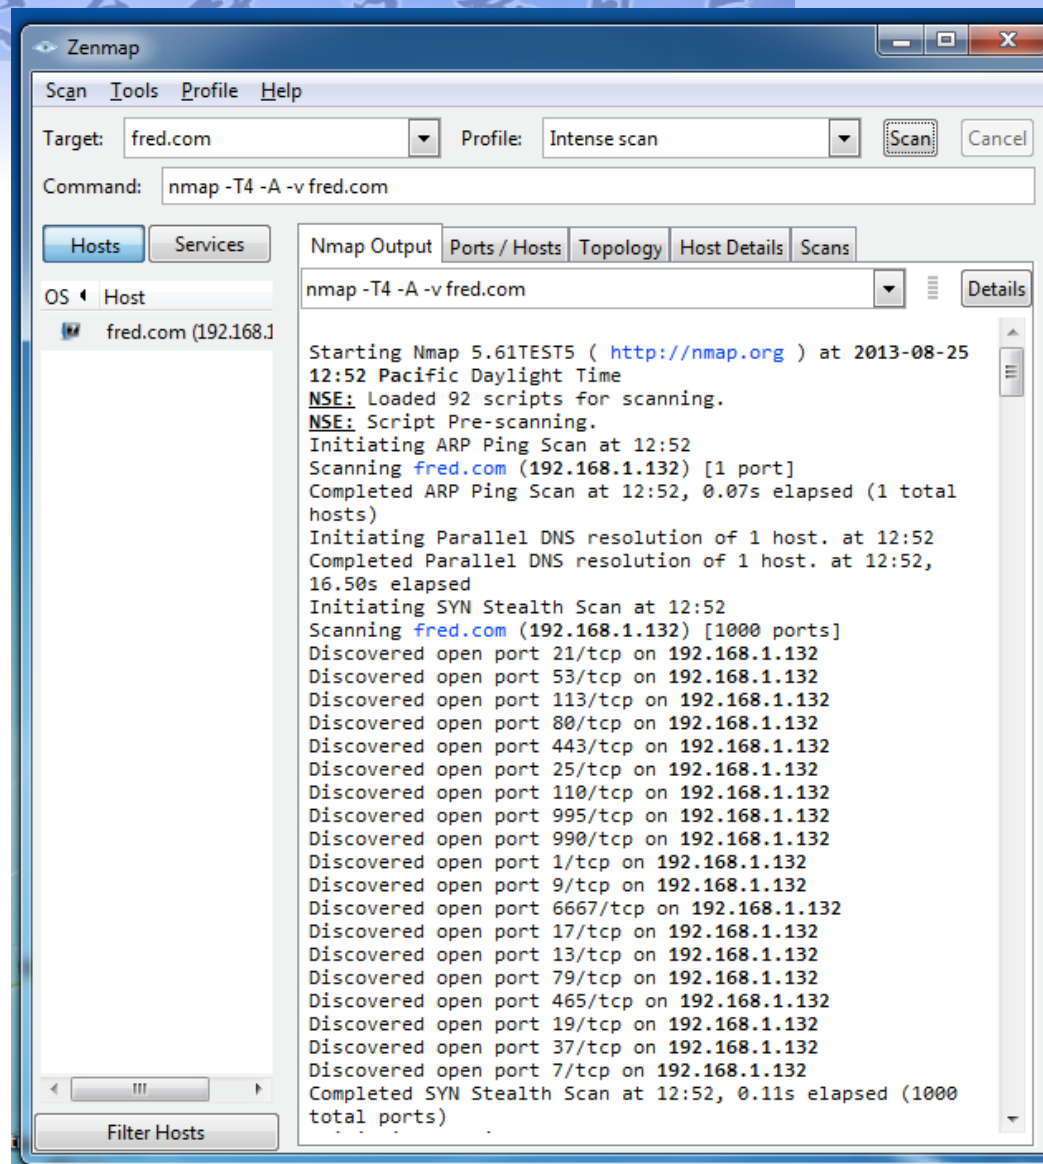 Zenmap
Scan Tools Profile Help
Target: fred.com Profile: Intense scan Scan Cancel
Command: nmap -T4 -A -v fred.com
Hosts Services
Nmap Output Ports / Hosts Topology Host Details Scans
OS Host
nmap -T4 -A -v fred.com Details
fred.com (192.168.1
Starting Nmap 5.61TEST5 ( http://nmap.org ) at 2013-08-25
12:52 Pacific Daylight Time
NSE: Loaded 92 scripts for scanning.
NSE: Script Pre-scanning.
Initiating ARP Ping Scan at 12:52
Scanning fred.com (192.168.1.132) [1 port]
Completed ARP Ping Scan at 12:52, 0.07s elapsed (1 total
hosts)
Initiating Parallel DNS resolution of 1 host. at 12:52
Completed Parallel DNS resolution of 1 host. at 12:52,
16.50s elapsed
Initiating SYN Stealth Scan at 12:52
Scanning fred.com (192.168.1.132) [1000 ports]
Discovered open port 21/tcp on 192.168.1.132
Discovered open port 53/tcp on 192.168.1.132
Discovered open port 113/tcp on 192.168.1.132
Discovered open port 80/tcp on 192.168.1.132
Discovered open port 443/tcp on 192.168.1.132
Discovered open port 25/tcp on 192.168.1.132
Discovered open port 110/tcp on 192.168.1.132
Discovered open port 995/tcp on 192.168.1.132
Discovered open port 990/tcp on 192.168.1.132
Discovered open port 1/tcp on 192.168.1.132
Discovered open port 9/tcp on 192.168.1.132
Discovered open port 6667/tcp on 192.168.1.132
Discovered open port 17/tcp on 192.168.1.132
Discovered open port 13/tcp on 192.168.1.132
Discovered open port 79/tcp on 192.168.1.132
Discovered open port 465/tcp on 192.168.1.132
Discovered open port 19/tcp on 192.168.1.132
Discovered open port 37/tcp on 192.168.1.132
Discovered open port 7/tcp on 192.168.1.132
Completed SYN Stealth Scan at 12:52, 0.11s elapsed (1000
total ports)
Filter Hosts